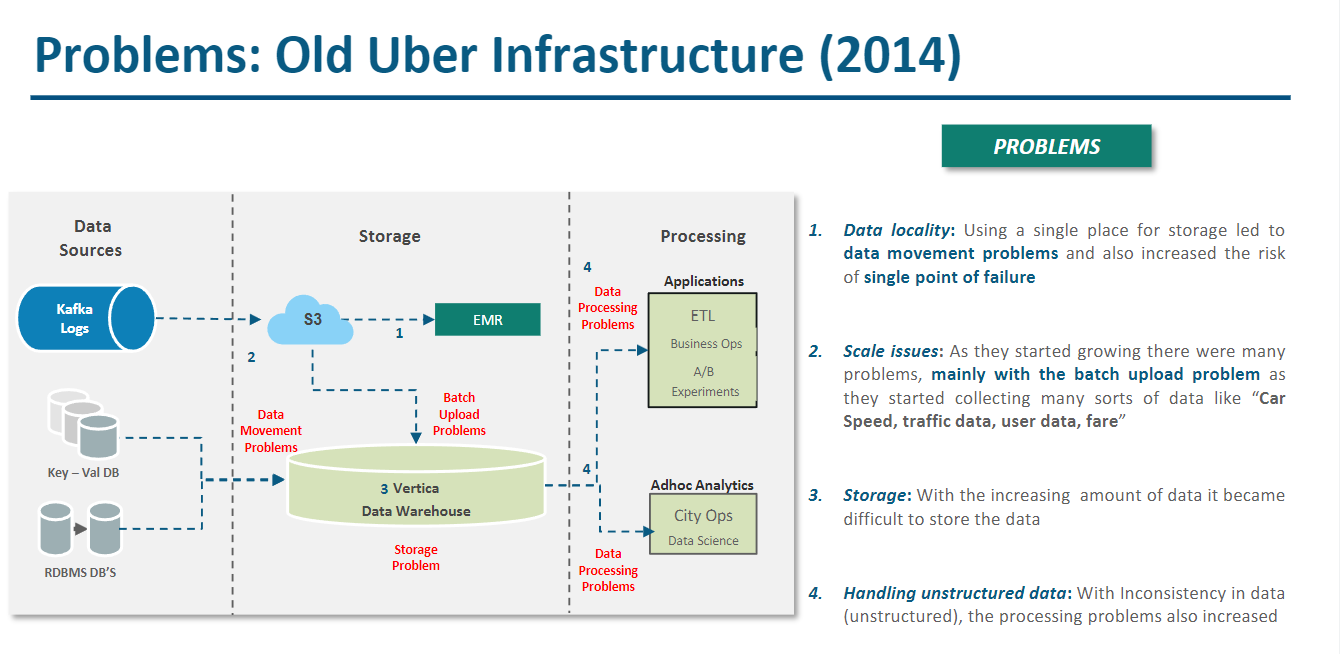 Problems: Old Uber Infrastructure (2014)
PROBLEMS
Data
Sources
Storage
Processing
Kafka
Logs
S3
1
EMR
2
Data
Movement
Problems
Batch
Upload
Problems
Key – Val DB
RDBMS DB'S
3 Vertica
Data Warehouse
Storage
Problem
4
Data
Processing
Problems
Applications
ETL
Business Ops
A/B
Experiments
4
Adhoc Analytics
City Ops
Data Science
Data
Processing
Problems
1. Data locality: Using a single place for storage led to
data movement problems and also increased the risk
of single point of failure
2. Scale issues: As they started growing there were many
problems, mainly with the batch upload problem as
they started collecting many sorts of data like “Car
Speed, traffic data, user data, fare”
3. Storage: With the increasing amount of data it became
difficult to store the data
4. Handling unstructured data: With Inconsistency in data
(unstructured), the processing problems also increased